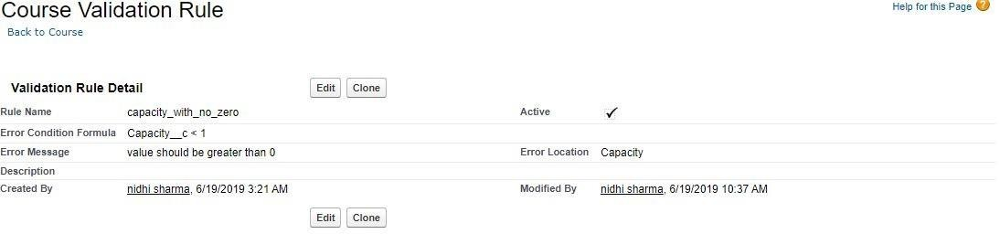 Course Validation Rule
Help for this Page ?
Back to Course
Validation Rule Detail Edit Clone
Rule Name capacity_with_no_zero Active
Error Condition Formula Capacity__c < 1
Error Message value should be greater than 0 Error Location Capacity
Description
Created By nidhi sharma, 6/19/2019 3:21 AM Modified By nidhi sharma, 6/19/2019 10:37 AM
Edit Clone